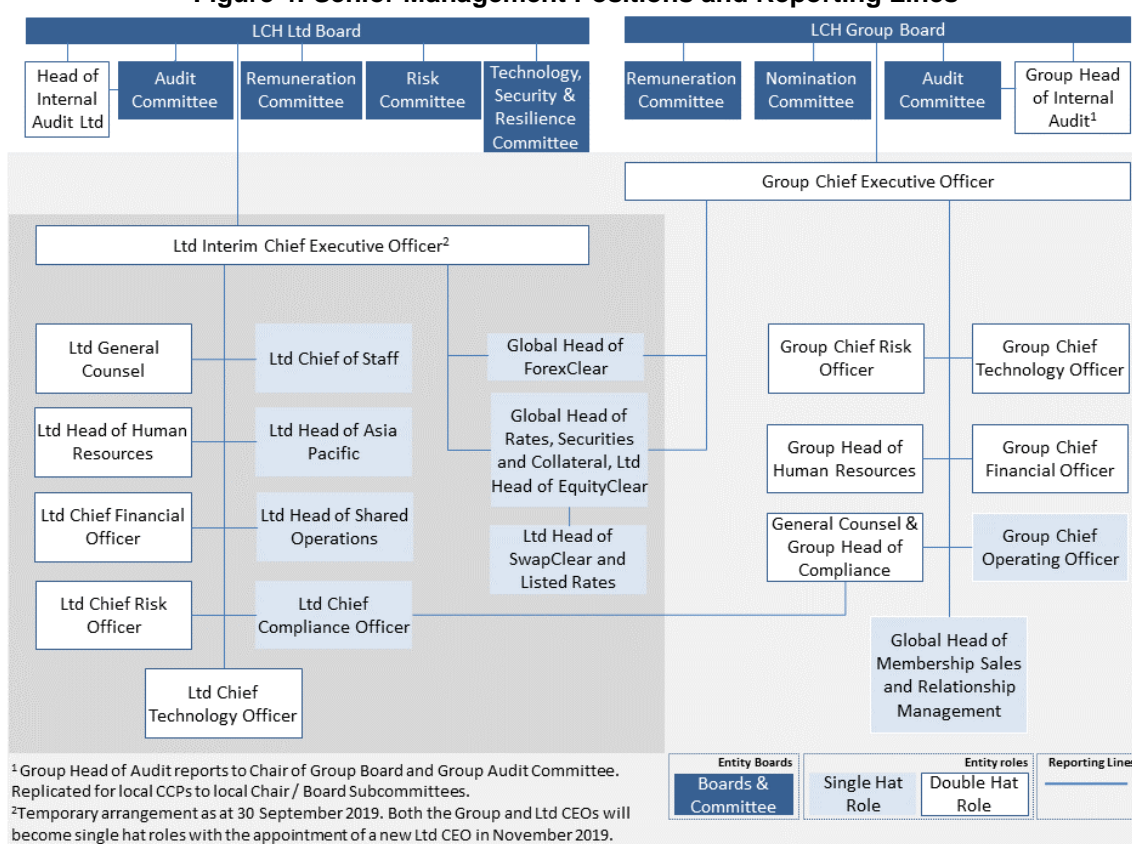 Figure 4. Senior Management Positions and Reporting Lines
LCH Ltd Board
Head of
Internal
Audit Ltd
Audit
Committee
Remuneration
Committee
Risk
Committee
Technology,
Security &
Resilience
Committee
LCH Group Board
Remuneration
Committee
Nomination
Committee
Audit
Committee
Group Head
of Internal
Audit¹
Group Chief Executive Officer
Ltd Interim Chief Executive Officer²
Ltd General
Counsel
Ltd Chief of Staff
Ltd Head of Human
Resources
Ltd Head of Asia
Pacific
Ltd Chief Financial
Officer
Ltd Head of Shared
Operations
Ltd Chief Risk
Officer
Ltd Chief
Compliance Officer
Ltd Chief
Technology Officer
Global Head of
ForexClear
Global Head of
Rates, Securities
and Collateral, Ltd
Head of EquityClear
Ltd Head of
SwapClear and
Listed Rates
Group Chief Risk
Officer
Group Chief
Technology Officer
Group Head of
Human Resources
Group Chief
Financial Officer
General Counsel &
Group Head of
Compliance
Group Chief
Operating Officer
Global Head of
Membership Sales
and Relationship
Management
¹ Group Head of Audit reports to Chair of Group Board and Group Audit Committee.
Replicated for local CCPs to local Chair / Board Subcommittees.
²Temporary arrangement as at 30 September 2019. Both the Group and Ltd CEOs will
become single hat roles with the appointment of a new Ltd CEO in November 2019.
Entity Boards
Boards &
Committee
Entity roles
Single Hat
Role
Double Hat
Role
Reporting Lines